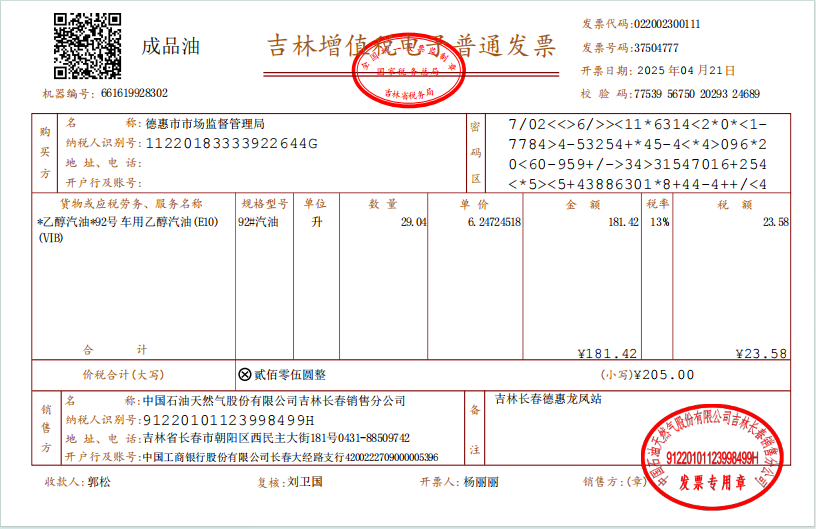 成品油
吉林增值税电子普通发票
全国统一发票监制章
国家税务总局
吉林省税务局
发票代码:022002300111
发票号码:37504777
开票日期: 2025 年04 月21日
校 验 码:77539 56750 20293 24689
机器编号: 661619928302
购买方
名 称:德惠市市场监督管理局
纳税人识别号:11220183333922644G
地 址、电 话:
开户行及账号:
密码区
7/02<<>6/>><11*6314<2*0*<1-
7784>4-53254+*45-4<*4>096*2
0<60-959+/->34>31547016+254
<*5><5+43886301*8+44-4++/<4
货物或应税劳务、服务名称 规格型号 单位 数 量 单 价 金 额 税率 税 额
*乙醇汽油*92号 车用乙醇汽油(E10) 92#汽油 升 29.04 6.24724518 181.42 13% 23.58
(VIB)
合 计 ¥181.42 ¥23.58
价税合计(大写) ⊗贰佰零伍圆整 (小写)¥205.00
销售方
名 称:中国石油天然气股份有限公司吉林长春销售分公司
纳税人识别号:91220101123998499H
地 址、电 话:吉林省长春市朝阳区西民主大街181号0431-88509742
开户行及账号:中国工商银行股份有限公司长春大经路支行4200222709000005396
备注
吉林长春德惠龙凤站
中国石油天然气股份有限公司吉林长春销售分公司
91220101123998499H
发票专用章
收款人:郭松 复核:刘卫国 开票人:杨丽丽 销售方:(章)